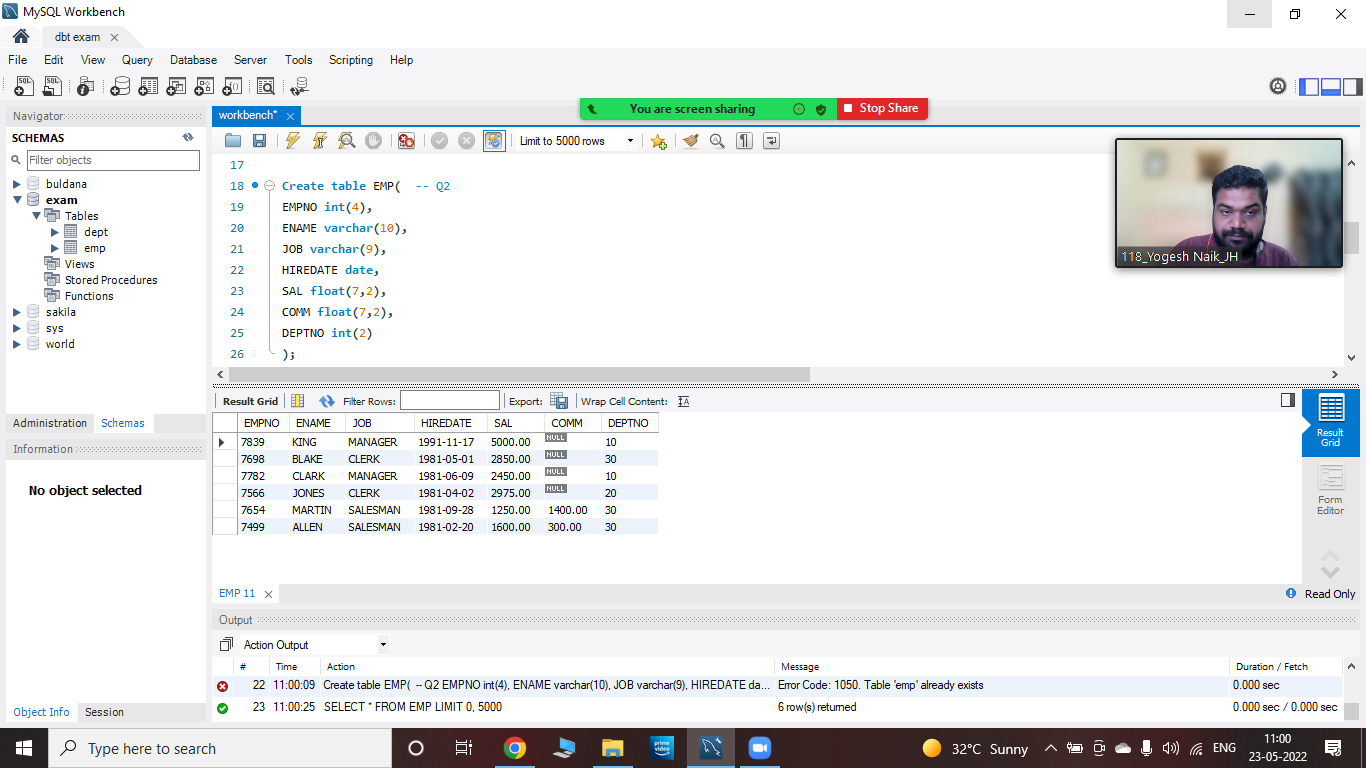 MySQL Workbench
dbt exam
File Edit View Query Database Server Tools Scripting Help
Navigator
SCHEMAS
Filter objects
buldana
exam
Tables
dept
emp
Views
Stored Procedures
Functions
sakila
sys
world
Administration Schemas
Information
No object selected
Object Info Session
workbench*
You are screen sharing Stop Share
Limit to 5000 rows
17
18 Create table EMP(  -- Q2
19 EMPNO int(4),
20 ENAME varchar(10),
21 JOB varchar(9),
22 HIREDATE date,
23 SAL float(7,2),
24 COMM float(7,2),
25 DEPTNO int(2)
26 );
118_Yogesh Naik_JH
Result Grid Filter Rows: Export: Wrap Cell Content:
EMPNO ENAME JOB HIREDATE SAL COMM DEPTNO
7839 KING MANAGER 1991-11-17 5000.00 NULL 10
7698 BLAKE CLERK 1981-05-01 2850.00 NULL 30
7782 CLARK MANAGER 1981-06-09 2450.00 NULL 10
7566 JONES CLERK 1981-04-02 2975.00 NULL 20
7654 MARTIN SALESMAN 1981-09-28 1250.00 1400.00 30
7499 ALLEN SALESMAN 1981-02-20 1600.00 300.00 30
Result
Grid
Form
Editor
EMP 11
Read Only
Output
Action Output
# Time Action Message Duration / Fetch
22 11:00:09 Create table EMP(  -- Q2 EMPNO int(4), ENAME varchar(10), JOB varchar(9), HIREDATE da... Error Code: 1050. Table 'emp' already exists 0.000 sec
23 11:00:25 SELECT * FROM EMP LIMIT 0, 5000 6 row(s) returned 0.000 sec / 0.000 sec
Type here to search
prime video
32°C Sunny
ENG
11:00
23-05-2022